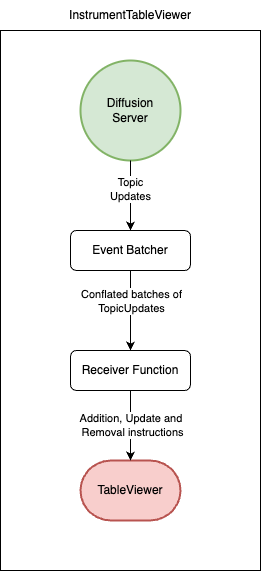 InstrumentTableViewer
Diffusion
Server
Topic
Updates
Event Batcher
Conflated batches of
TopicUpdates
Receiver Function
Addition, Update and
Removal instructions
TableViewer